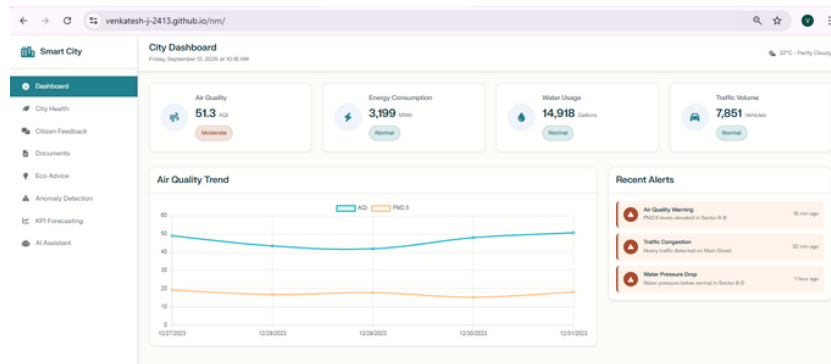 venkatesh-j-2413.github.io/nm/
V
Smart City
City Dashboard
Friday, September 12, 2025 at 10:16 AM
22°C - Partly Cloudy
Dashboard
City Health
Citizen Feedback
Documents
Eco Advice
Anomaly Detection
KPI Forecasting
AI Assistant
Air Quality
51.3 AQI
Moderate
Energy Consumption
3,199 MWh
Normal
Water Usage
14,918 Gallons
Normal
Traffic Volume
7,851 Vehicles
Normal
Air Quality Trend
AQI PM2.5
60
50
40
30
20
10
0
12/27/2023 12/28/2023 12/29/2023 12/30/2023 12/31/2023
Recent Alerts
Air Quality Warning
PM2.5 levels elevated in Sector
15 min ago
Traffic Congestion
Heavy traffic detected on Main Street
32 min ago
Water Pressure Drop
Water pressure below normal in Sector
1 hour ago